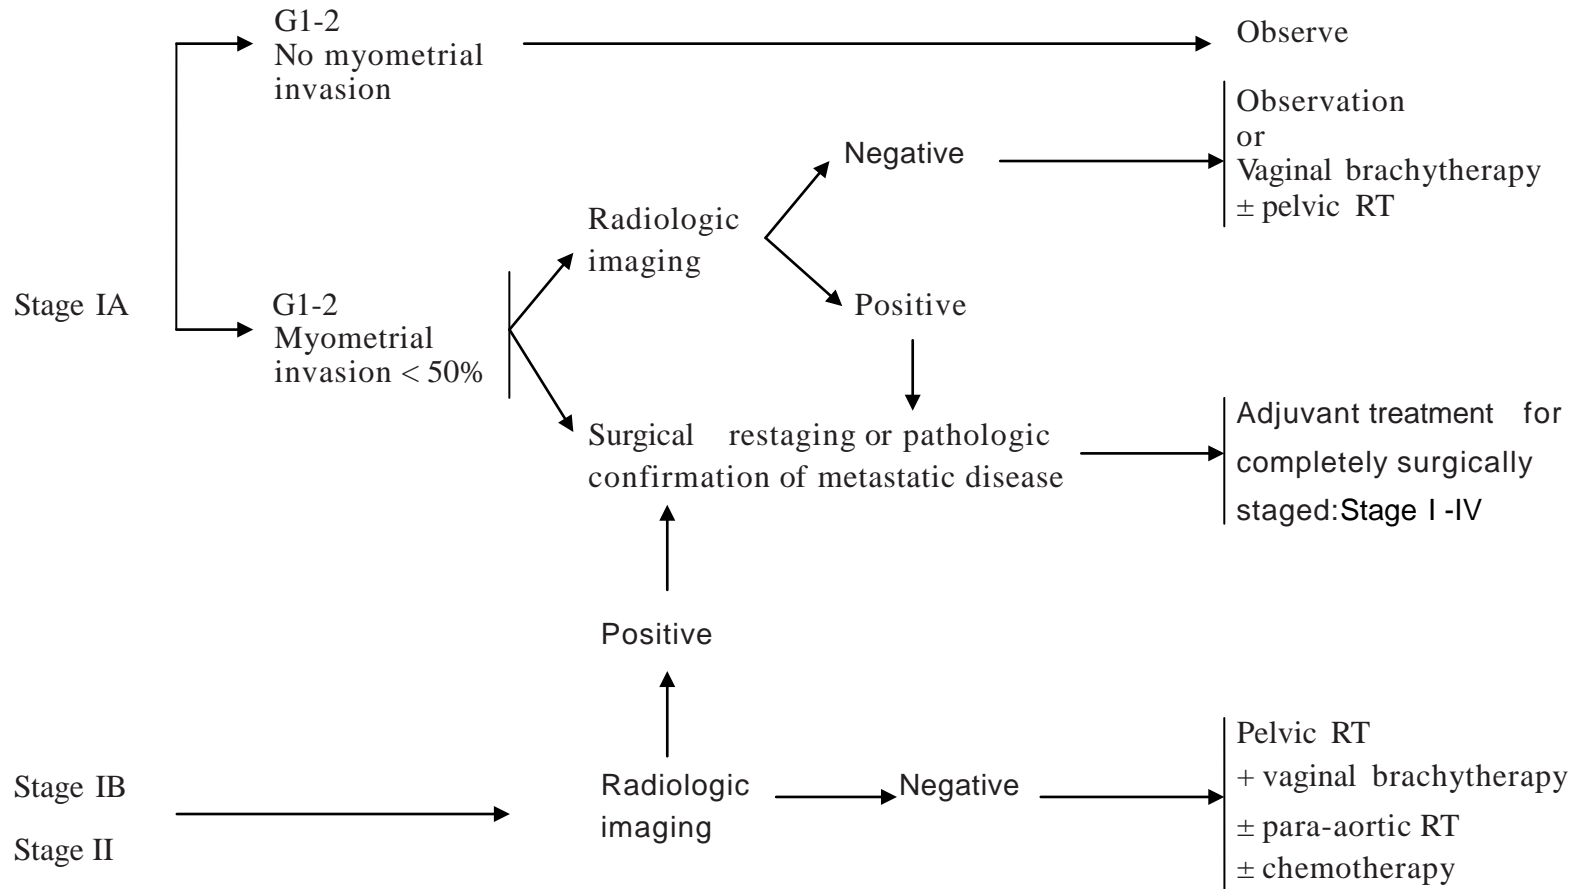 G1-2
No myometrial
invasion
Observe
Observation
or
Vaginal brachytherapy
± pelvic RT
Negative
Radiologic
imaging
Positive
Stage IA
G1-2
Myometrial
invasion < 50%
Surgical restaging or pathologic
confirmation of metastatic disease
Adjuvant treatment for
completely surgically
staged:Stage I -IV
Positive
Stage IB
Stage II
Radiologic
imaging
Negative
Pelvic RT
+ vaginal brachytherapy
± para-aortic RT
± chemotherapy